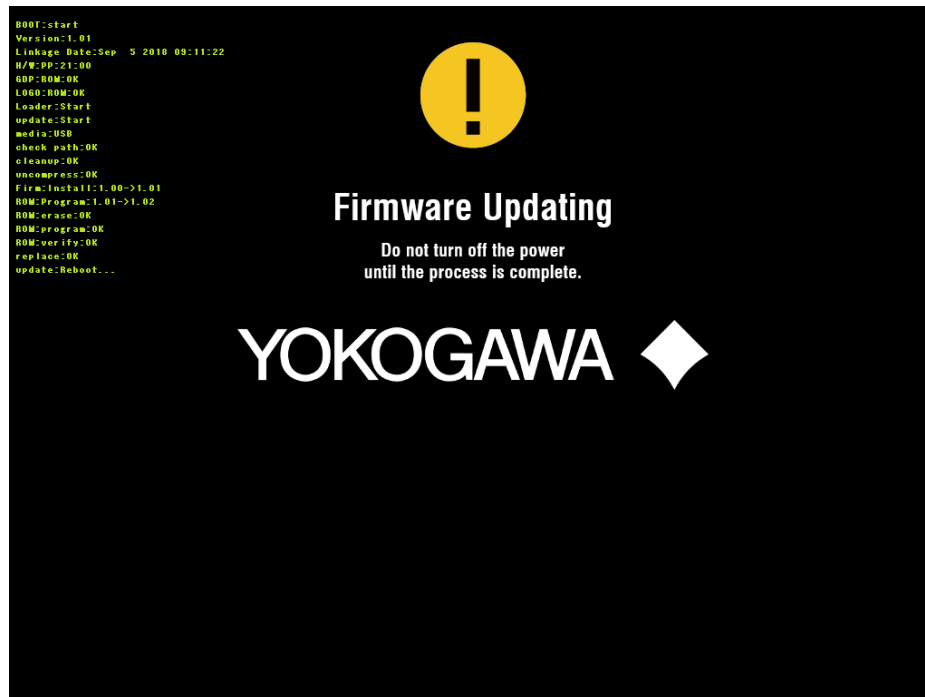 BOOT:start
Version:1.01
Linkage Date:Sep  5 2018 09:11:22
H/W:PP:21:00
GDP:ROM:OK
LOGO:ROM:OK
Loader:Start
update:Start
media:USB
check path:OK
cleanup:OK
uncompress:OK
Firm:Install:1.00->1.01
ROM:Program:1.01->1.02
ROM:erase:OK
ROM:program:OK
ROM:verify:OK
replace:OK
update:Reboot...
Firmware Updating
Do not turn off the power
until the process is complete.
YOKOGAWA